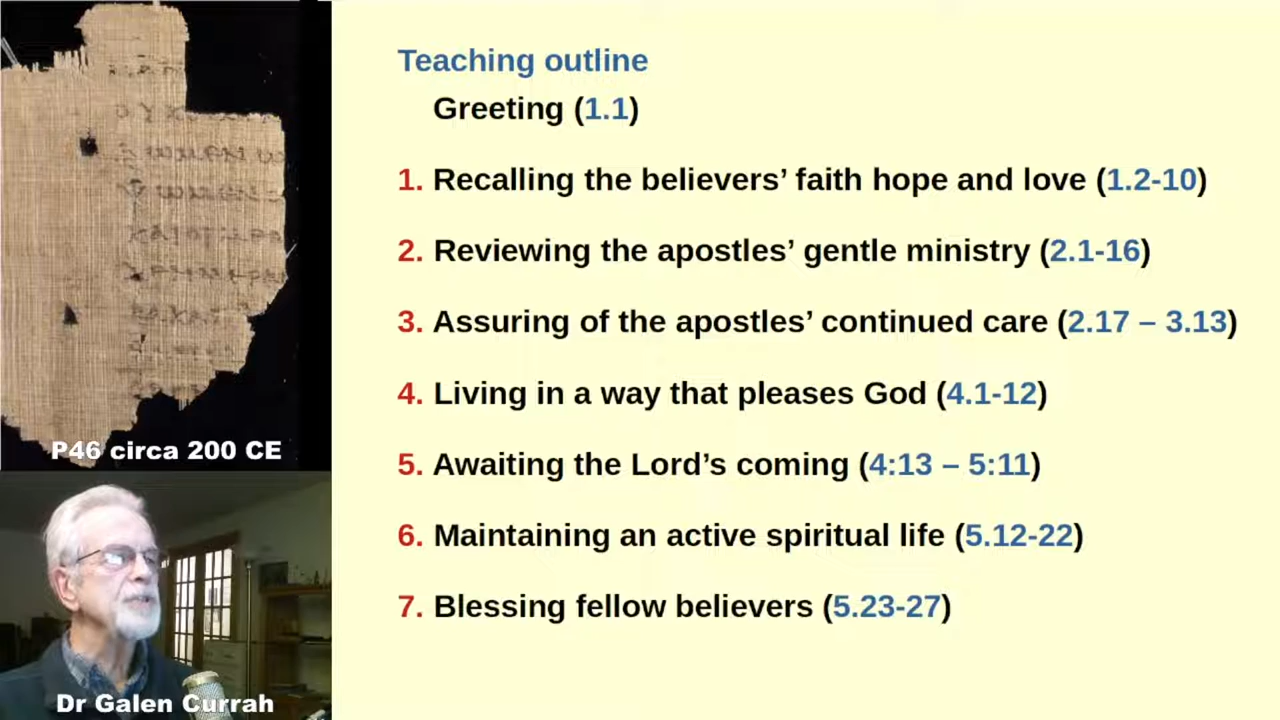 Teaching outline
Greeting (1.1)
1. Recalling the believers’ faith hope and love (1.2-10)
2. Reviewing the apostles’ gentle ministry (2.1-16)
3. Assuring of the apostles’ continued care (2.17 – 3.13)
4. Living in a way that pleases God (4.1-12)
5. Awaiting the Lord’s coming (4:13 – 5:11)
6. Maintaining an active spiritual life (5.12-22)
7. Blessing fellow believers (5.23-27)
P46 circa 200 CE
Dr Galen Currah